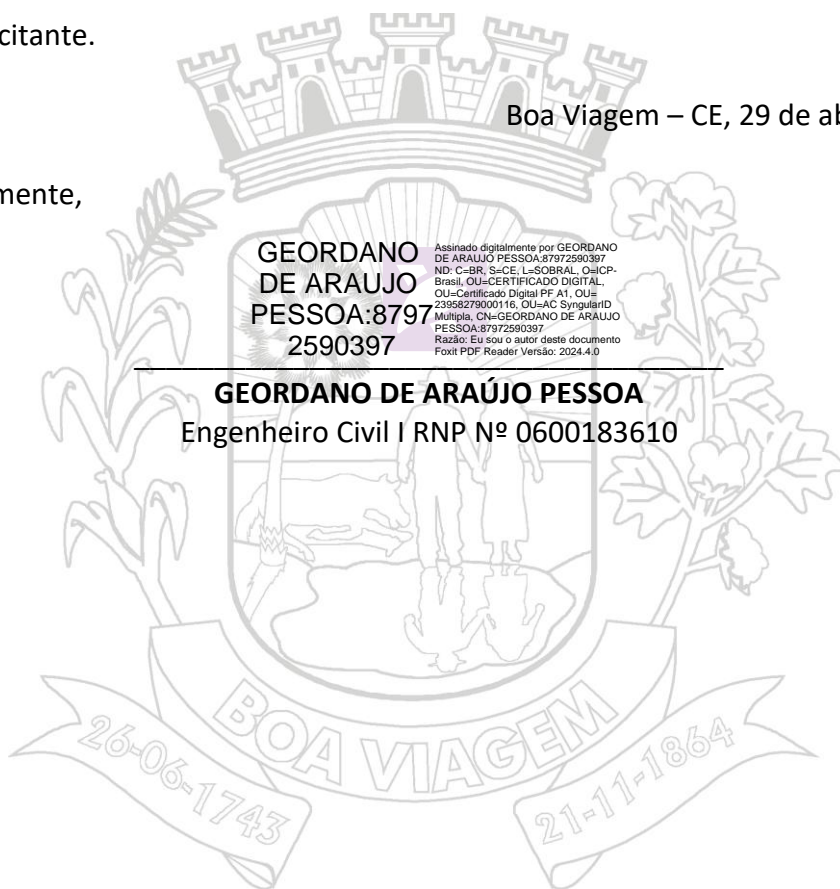 citante.
Boa Viagem – CE, 29 de ab
mente,
GEORDANO
DE ARAUJO
PESSOA:8797
2590397
Assinado digitalmente por GEORDANO
DE ARAUJO PESSOA:87972590397
ND: C=BR, S=CE, L=SOBRAL, O=ICP-
Brasil, OU=CERTIFICADO DIGITAL,
OU=Certificado Digital PF A1, OU=
23958279000116, OU=AC SyngularID
Multipla, CN=GEORDANO DE ARAUJO
PESSOA:87972590397
Razão: Eu sou o autor deste documento
Foxit PDF Reader Versão: 2024.4.0
GEORDANO DE ARAÚJO PESSOA
Engenheiro Civil I RNP Nº 0600183610
BOA VIAGEM
26-06-1743
21-11-1864